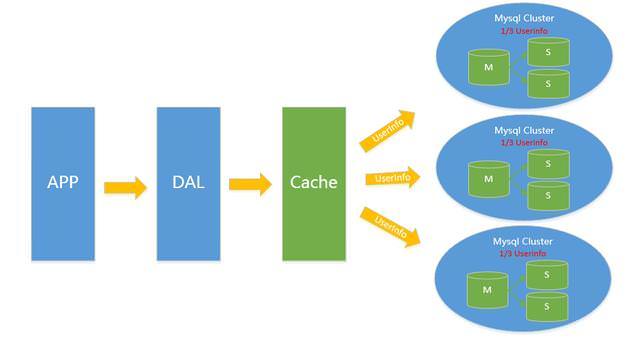 APP
DAL
Cache
UserInfo
UserInfo
UserInfo
Mysql Cluster
1/3 Userinfo
M
S
S
Mysql Cluster
1/3 Userinfo
M
S
S
Mysql Cluster
1/3 Userinfo
M
S
S